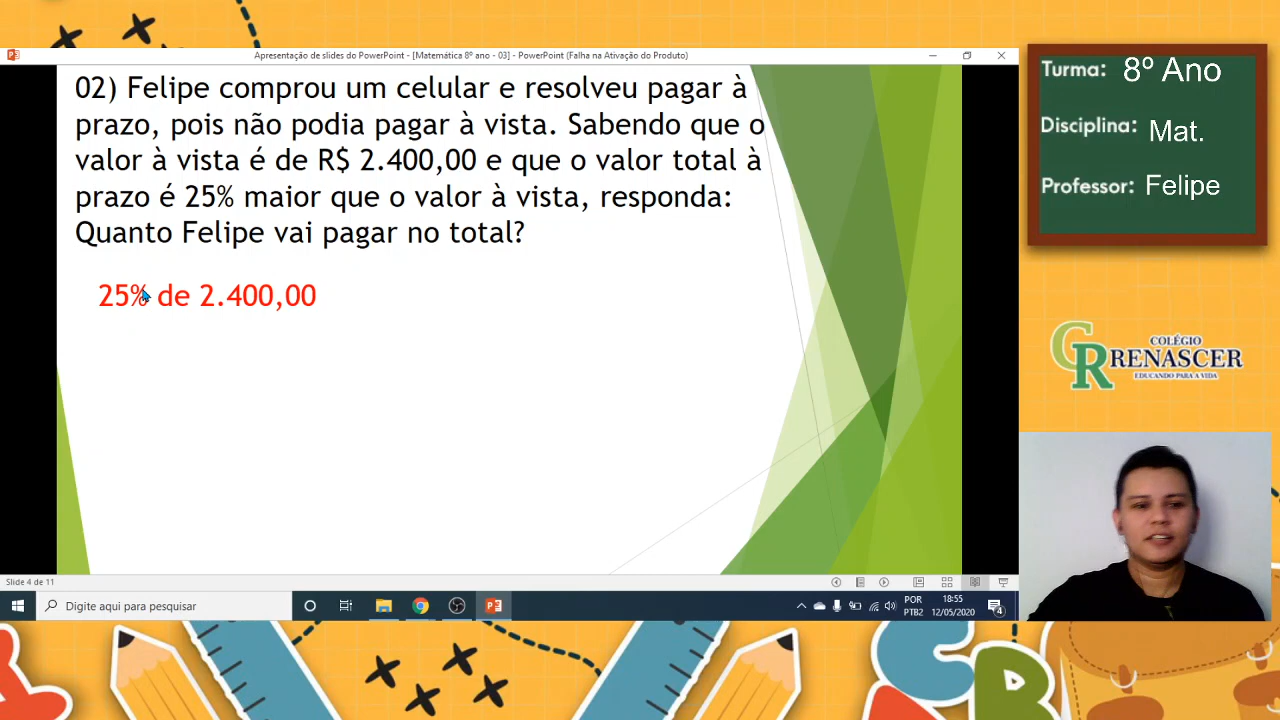 Apresentação de slides do PowerPoint - [Matemática 8º ano - 03] - PowerPoint (Falha na Ativação do Produto)
02) Felipe comprou um celular e resolveu pagar à
prazo, pois não podia pagar à vista. Sabendo que o
valor à vista é de R$ 2.400,00 e que o valor total à
prazo é 25% maior que o valor à vista, responda:
Quanto Felipe vai pagar no total?
25% de 2.400,00
Turma: 8º Ano
Disciplina: Mat.
Professor: Felipe
CR
COLÉGIO
RENASCER
EDUCANDO PARA A VIDA
Slide 4 de 11
Digite aqui para pesquisar
POR
PTB2
18:55
12/05/2020
4